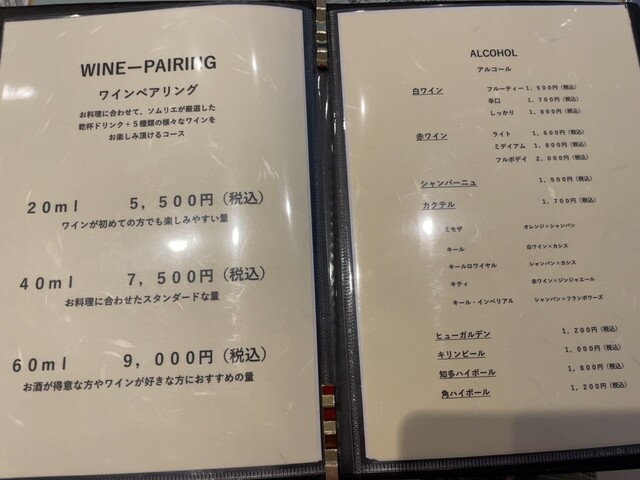 WINE－PAIRING
ワインペアリング
お料理に合わせて、ソムリエが厳選した
乾杯ドリンク＋５種類の様々なワインを
お楽しみ頂けるコース
20ml 5，500円（税込）
ワインが初めての方でも楽しみやすい量
40ml 7，500円（税込）
お料理に合わせたスタンダードな量
60ml 9，000円（税込）
お酒が得意な方やワインが好きな方におすすめの量
ALCOHOL
アルコール
白ワイン フルーティー 1，500円（税込）
辛口 1，700円（税込）
しっかり 1，800円（税込）
赤ワイン ライト 1，600円（税込）
ミディアム 1，800円（税込）
フルボディ 2，000円（税込）
シャンパーニュ 1，900円（税込）
カクテル 1，700円（税込）
ミモザ オレンジ×シャンパン
キール 白ワイン×カシス
キールロワイヤル シャンパン×カシス
キティ 赤ワイン×ジンジャエール
キール・インペリアル シャンパン×フランボワーズ
ヒューガルデン 1，200円（税込）
キリンビール 1，000円（税込）
知多ハイボール 1，800円（税込）
角ハイボール 1，200円（税込）